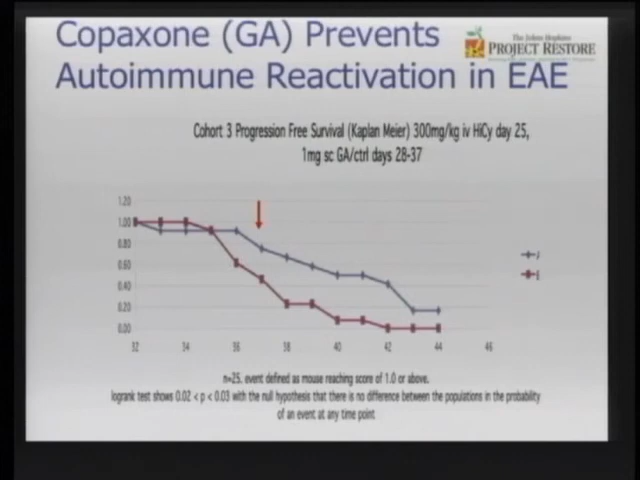 Copaxone (GA) Prevents
Autoimmune Reactivation in EAE
The Johns Hopkins
PROJECT RESTORE
Cohort 3 Progression Free Survival (Kaplan Meier) 300mg/kg iv HiCy day 25,
1mg sc GA/ctrl days 28-37
1.20
1.00
0.80
0.60
0.40
0.20
0.00
32
34
36
38
40
42
44
46
n=25. event defined as mouse reaching score of 1.0 or above.
logrank test shows 0.02 < p < 0.03 with the null hypothesis that there is no difference between the populations in the probability
of an event at any time point